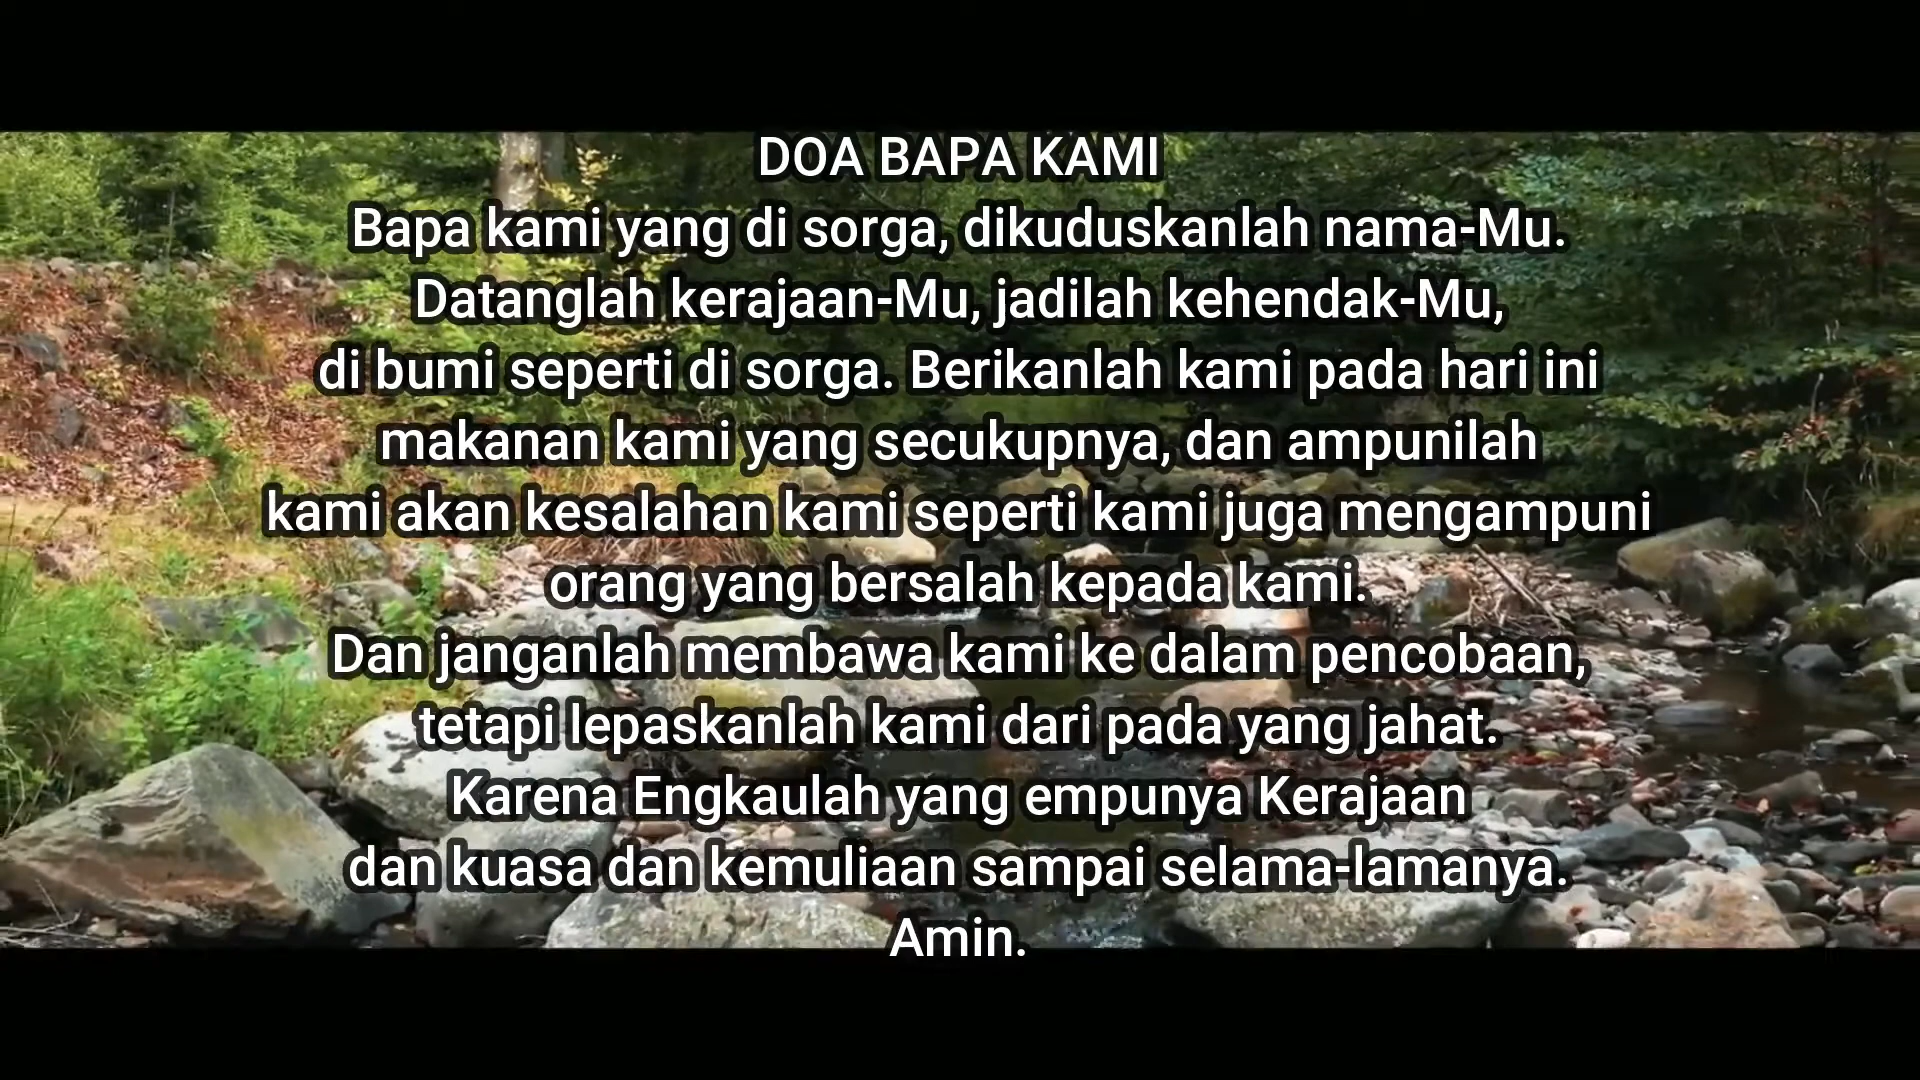 DOA BAPA KAMI
Bapa kami yang di sorga, dikuduskanlah nama-Mu.
Datanglah kerajaan-Mu, jadilah kehendak-Mu,
di bumi seperti di sorga. Berikanlah kami pada hari ini
makanan kami yang secukupnya, dan ampunilah
kami akan kesalahan kami seperti kami juga mengampuni
orang yang bersalah kepada kami.
Dan janganlah membawa kami ke dalam pencobaan,
tetapi lepaskanlah kami dari pada yang jahat.
Karena Engkaulah yang empunya Kerajaan
dan kuasa dan kemuliaan sampai selama-lamanya.
Amin.